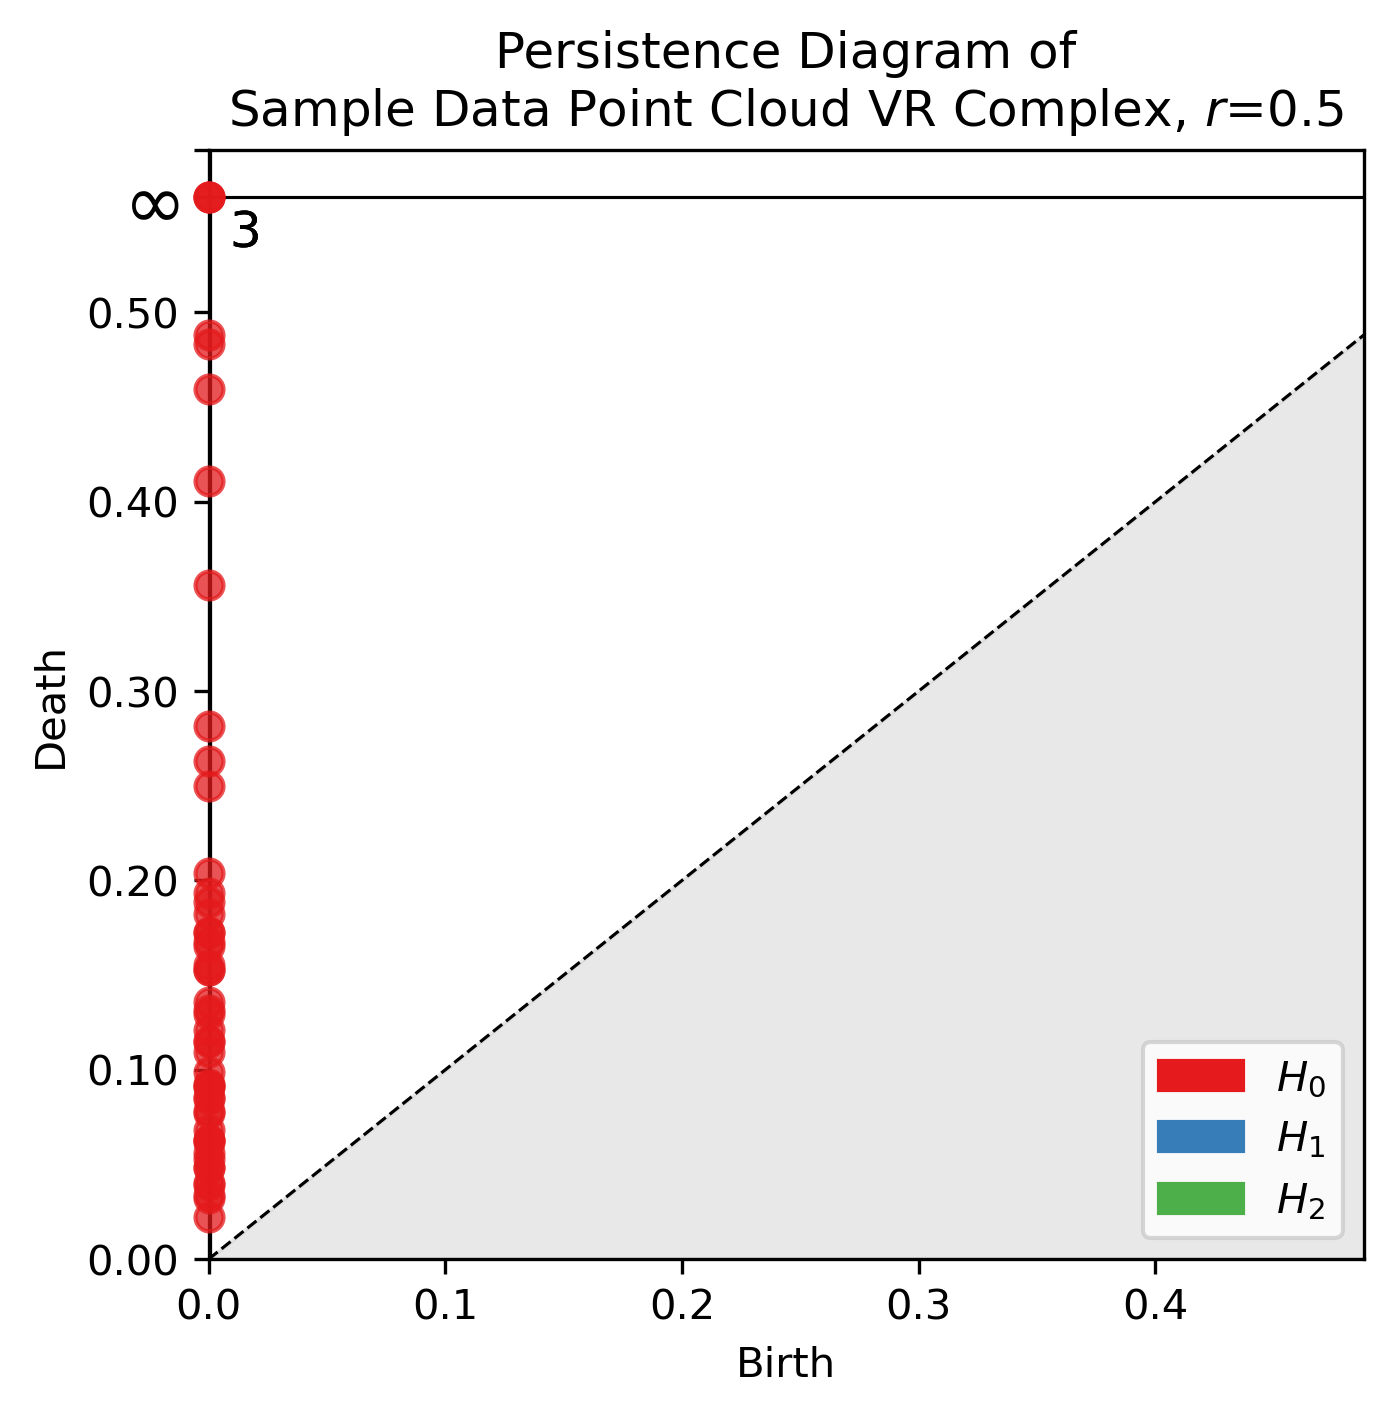 Persistence Diagram of
Sample Data Point Cloud VR Complex, r=0.5
∞
3
0.50
0.40
0.30
0.20
0.10
0.00
Death
0.0 0.1 0.2 0.3 0.4
Birth
H₀
H₁
H₂